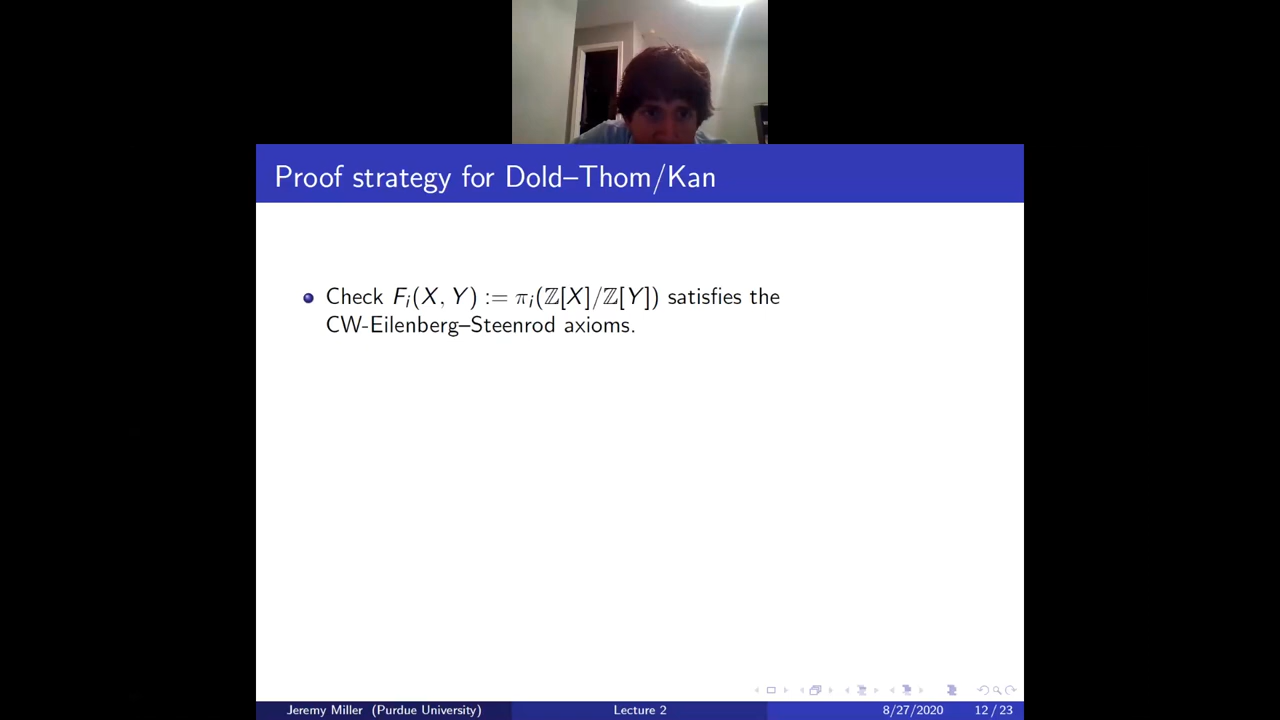 Proof strategy for Dold–Thom/Kan
Check Fᵢ(X, Y) := πᵢ(ℤ[X]/ℤ[Y]) satisfies the
CW-Eilenberg–Steenrod axioms.
Jeremy Miller (Purdue University) Lecture 2 8/27/2020 12 / 23